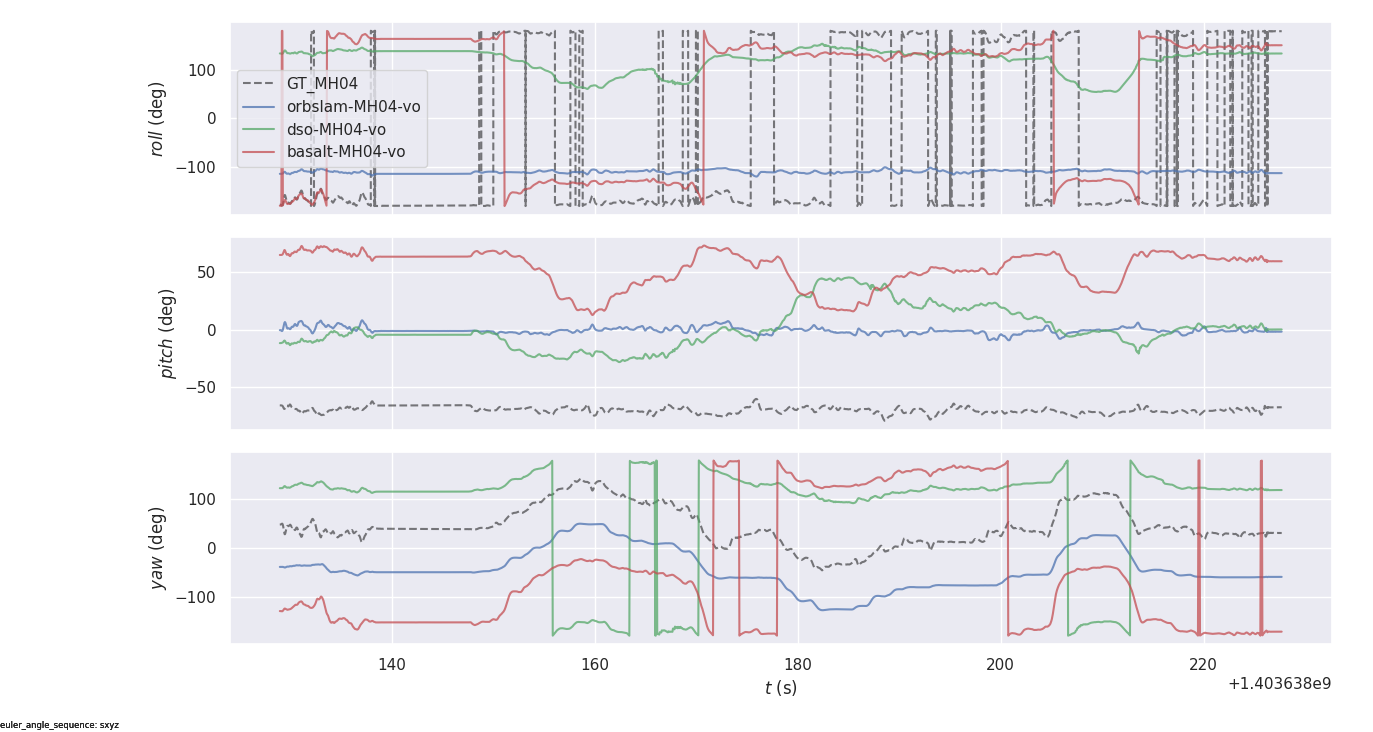 100
0
−100
roll (deg)
GT_MH04
orbslam-MH04-vo
dso-MH04-vo
basalt-MH04-vo
50
0
−50
pitch (deg)
100
0
−100
yaw (deg)
140 160 180 200 220
t (s)
+1.403638e9
euler_angle_sequence: sxyz